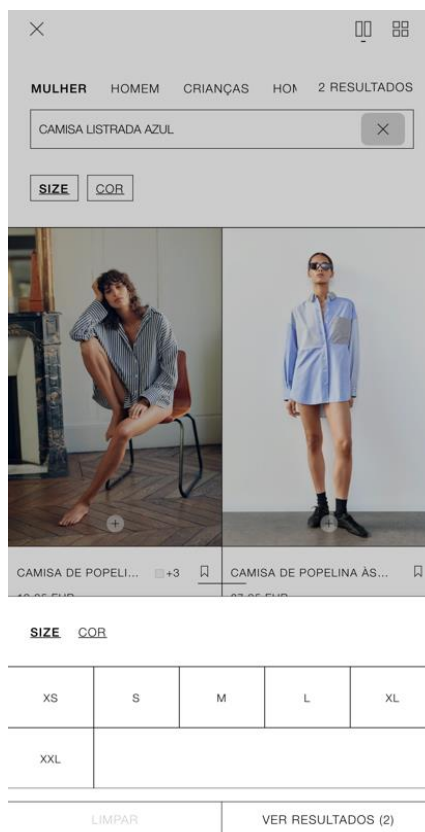 MULHER HOMEM CRIANÇAS HOM 2 RESULTADOS
CAMISA LISTRADA AZUL
SIZE COR
CAMISA DE POPELI... +3 CAMISA DE POPELINA ÀS...
SIZE COR
XS S M L XL
XXL
LIMPAR VER RESULTADOS (2)